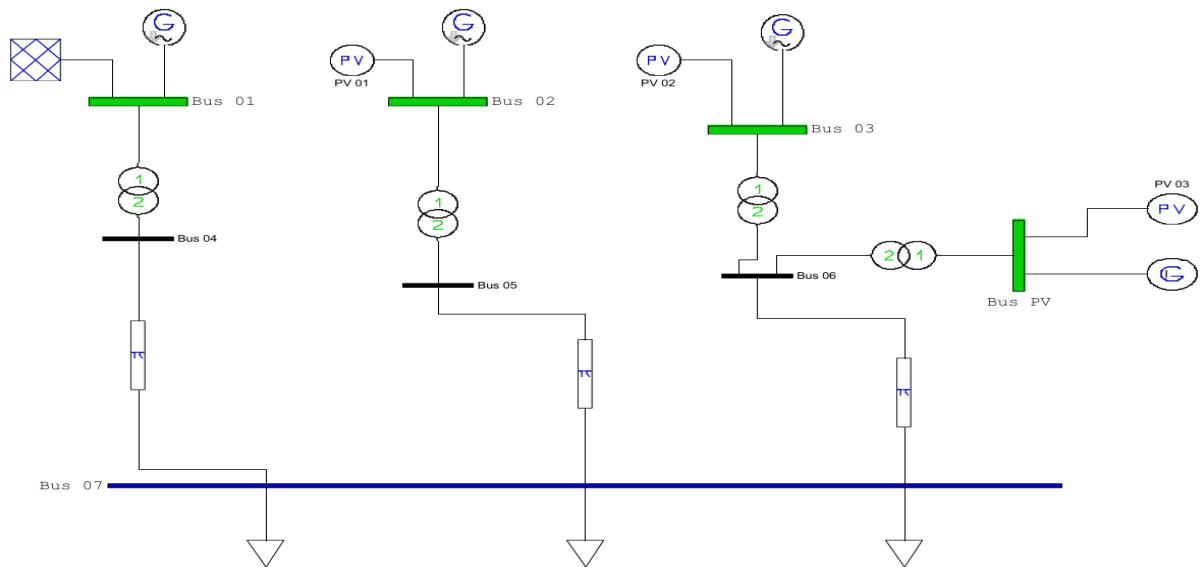 G
G
G
PV
PV
PV 01
PV 02
Bus 01
Bus 02
Bus 03
1
2
1
2
1
2
PV 03
PV
Bus 04
2
1
Bus 05
Bus 06
G
Bus PV
π
π
π
Bus 07